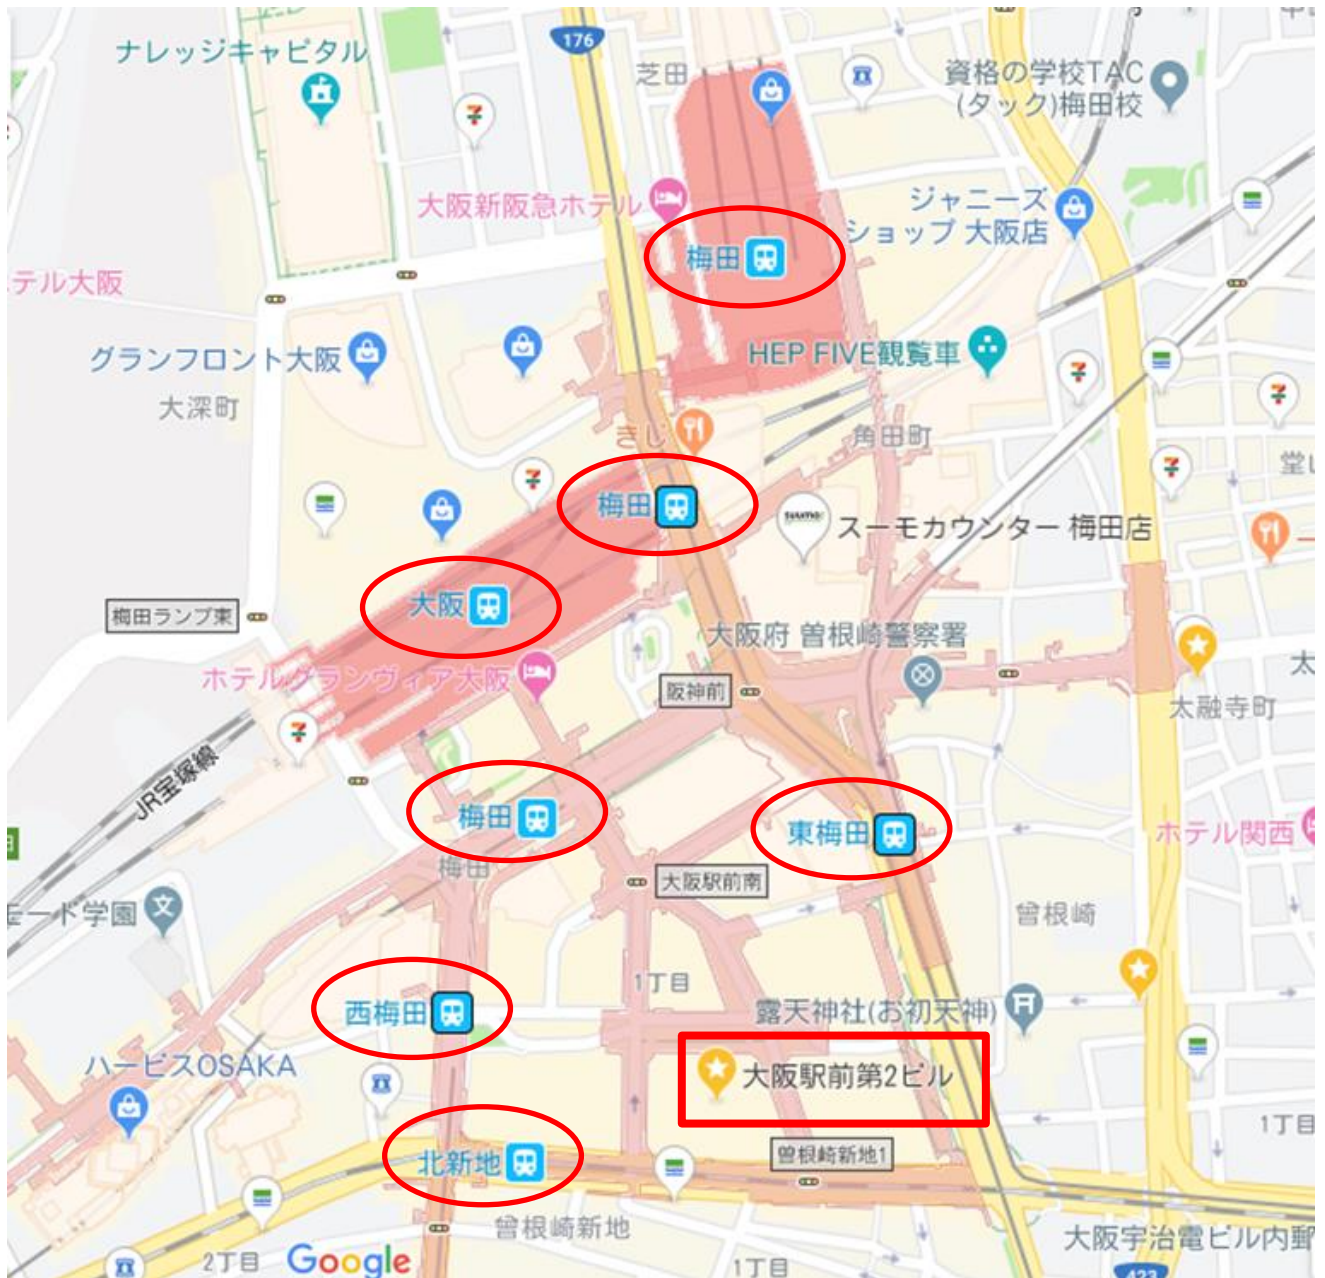 176
ナレッジキャピタル
芝田
資格の学校TAC
(タック)梅田校
大阪新阪急ホテル
ジャニーズ
ショップ 大阪店
梅田
テル大阪
グランフロント大阪
HEP FIVE観覧車
大深町
きじ
角田町
梅田
スーモカウンター 梅田店
SUUMO
大阪
梅田ランプ東
大阪府 曽根崎警察署
ホテルグランヴィア大阪
阪神前
太融寺町
JR宝塚線
梅田
東梅田
ホテル関西
梅田
大阪駅前南
モード学園
曽根崎
1丁目
西梅田
露天神社(お初天神)
ハービスOSAKA
大阪駅前第2ビル
1丁目
北新地
曽根崎新地1
曽根崎新地
大阪宇治電ビル内郵
2丁目
Google
1丁目